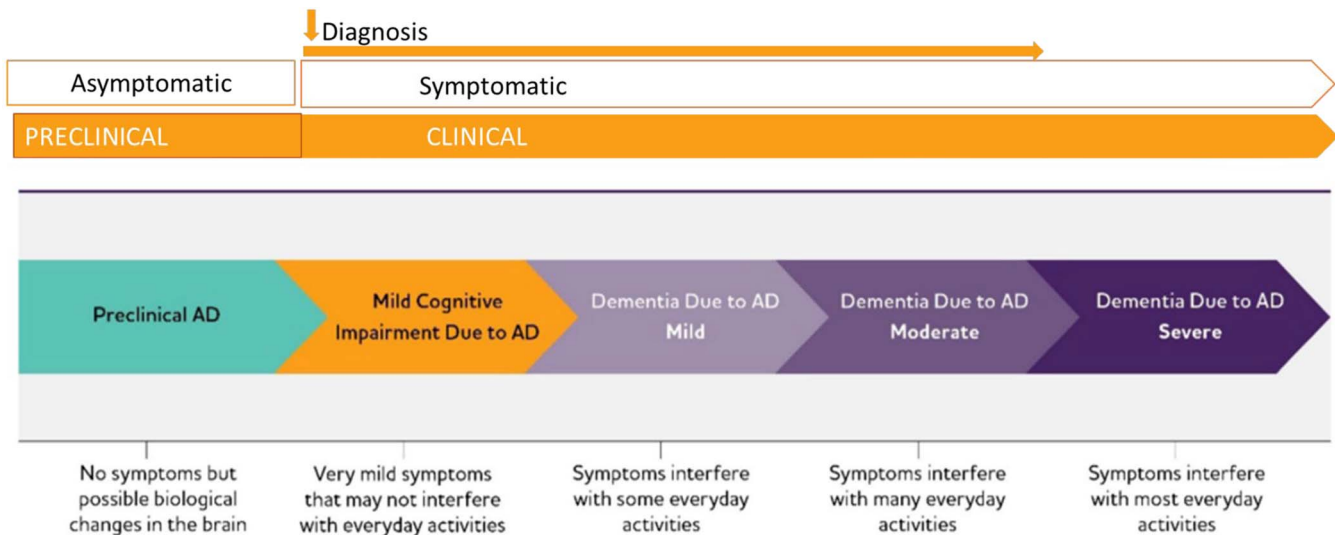 Diagnosis
Asymptomatic
Symptomatic
PRECLINICAL
CLINICAL
Preclinical AD
Mild Cognitive
Impairment Due to AD
Dementia Due to AD
Mild
Dementia Due to AD
Moderate
Dementia Due to AD
Severe
No symptoms but
possible biological
changes in the brain
Very mild symptoms
that may not interfere
with everyday activities
Symptoms interfere
with some everyday
activities
Symptoms interfere
with many everyday
activities
Symptoms interfere
with most everyday
activities